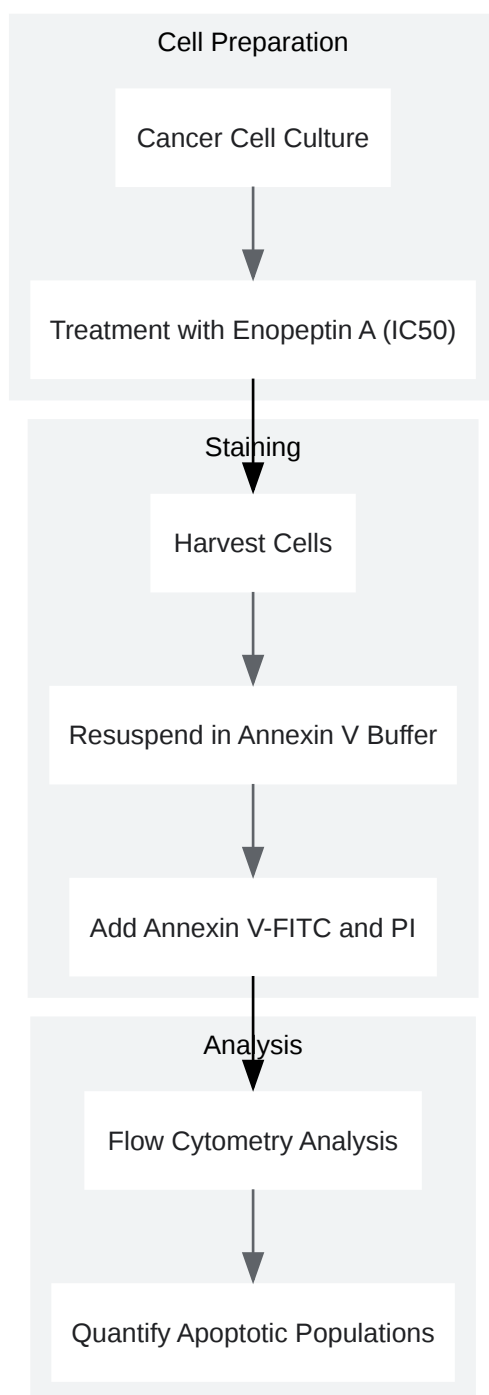 Cell Preparation
Cancer Cell Culture
Treatment with Enopeptin A (IC50)
Staining
Harvest Cells
Resuspend in Annexin V Buffer
Add Annexin V-FITC and PI
Analysis
Flow Cytometry Analysis
Quantify Apoptotic Populations